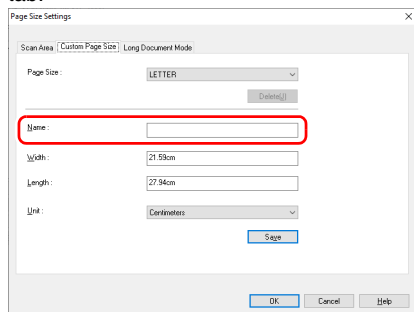 Page Size Settings
Scan Area Custom Page Size Long Document Mode
Page Size : LETTER
Delete(J)
Name :
Width : 21.59cm
Length : 27.94cm
Unit : Centimeters
Save
OK Cancel Help